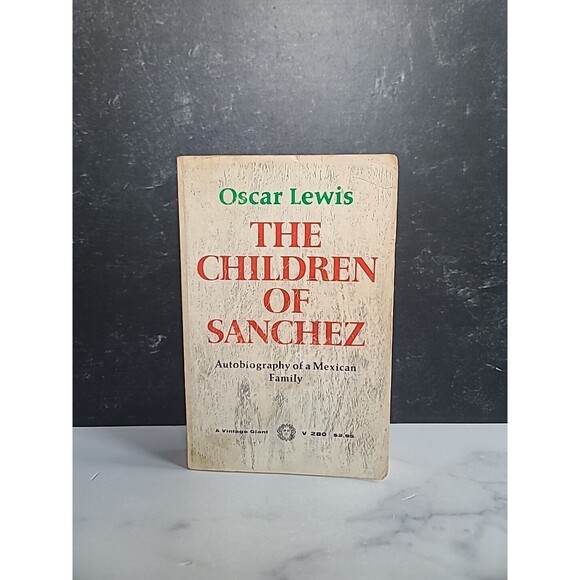 Oscar Lewis
THE
CHILDREN
OF
SANCHEZ
Autobiography of a Mexican
Family
A Vintage Giant V 280 $2.95